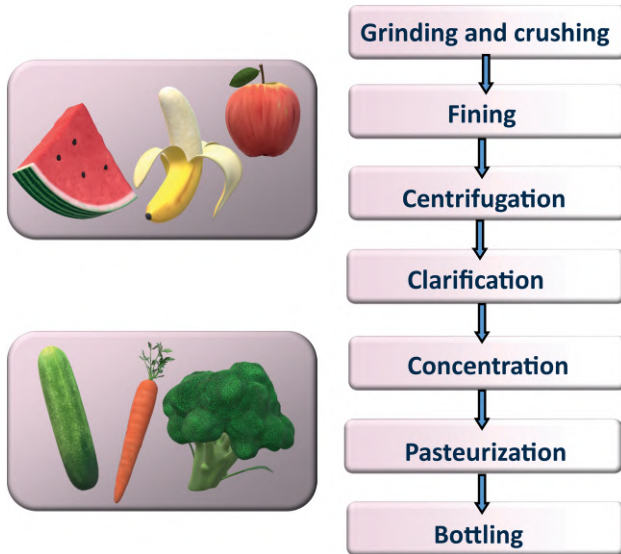 Grinding and crushing
Fining
Centrifugation
Clarification
Concentration
Pasteurization
Bottling